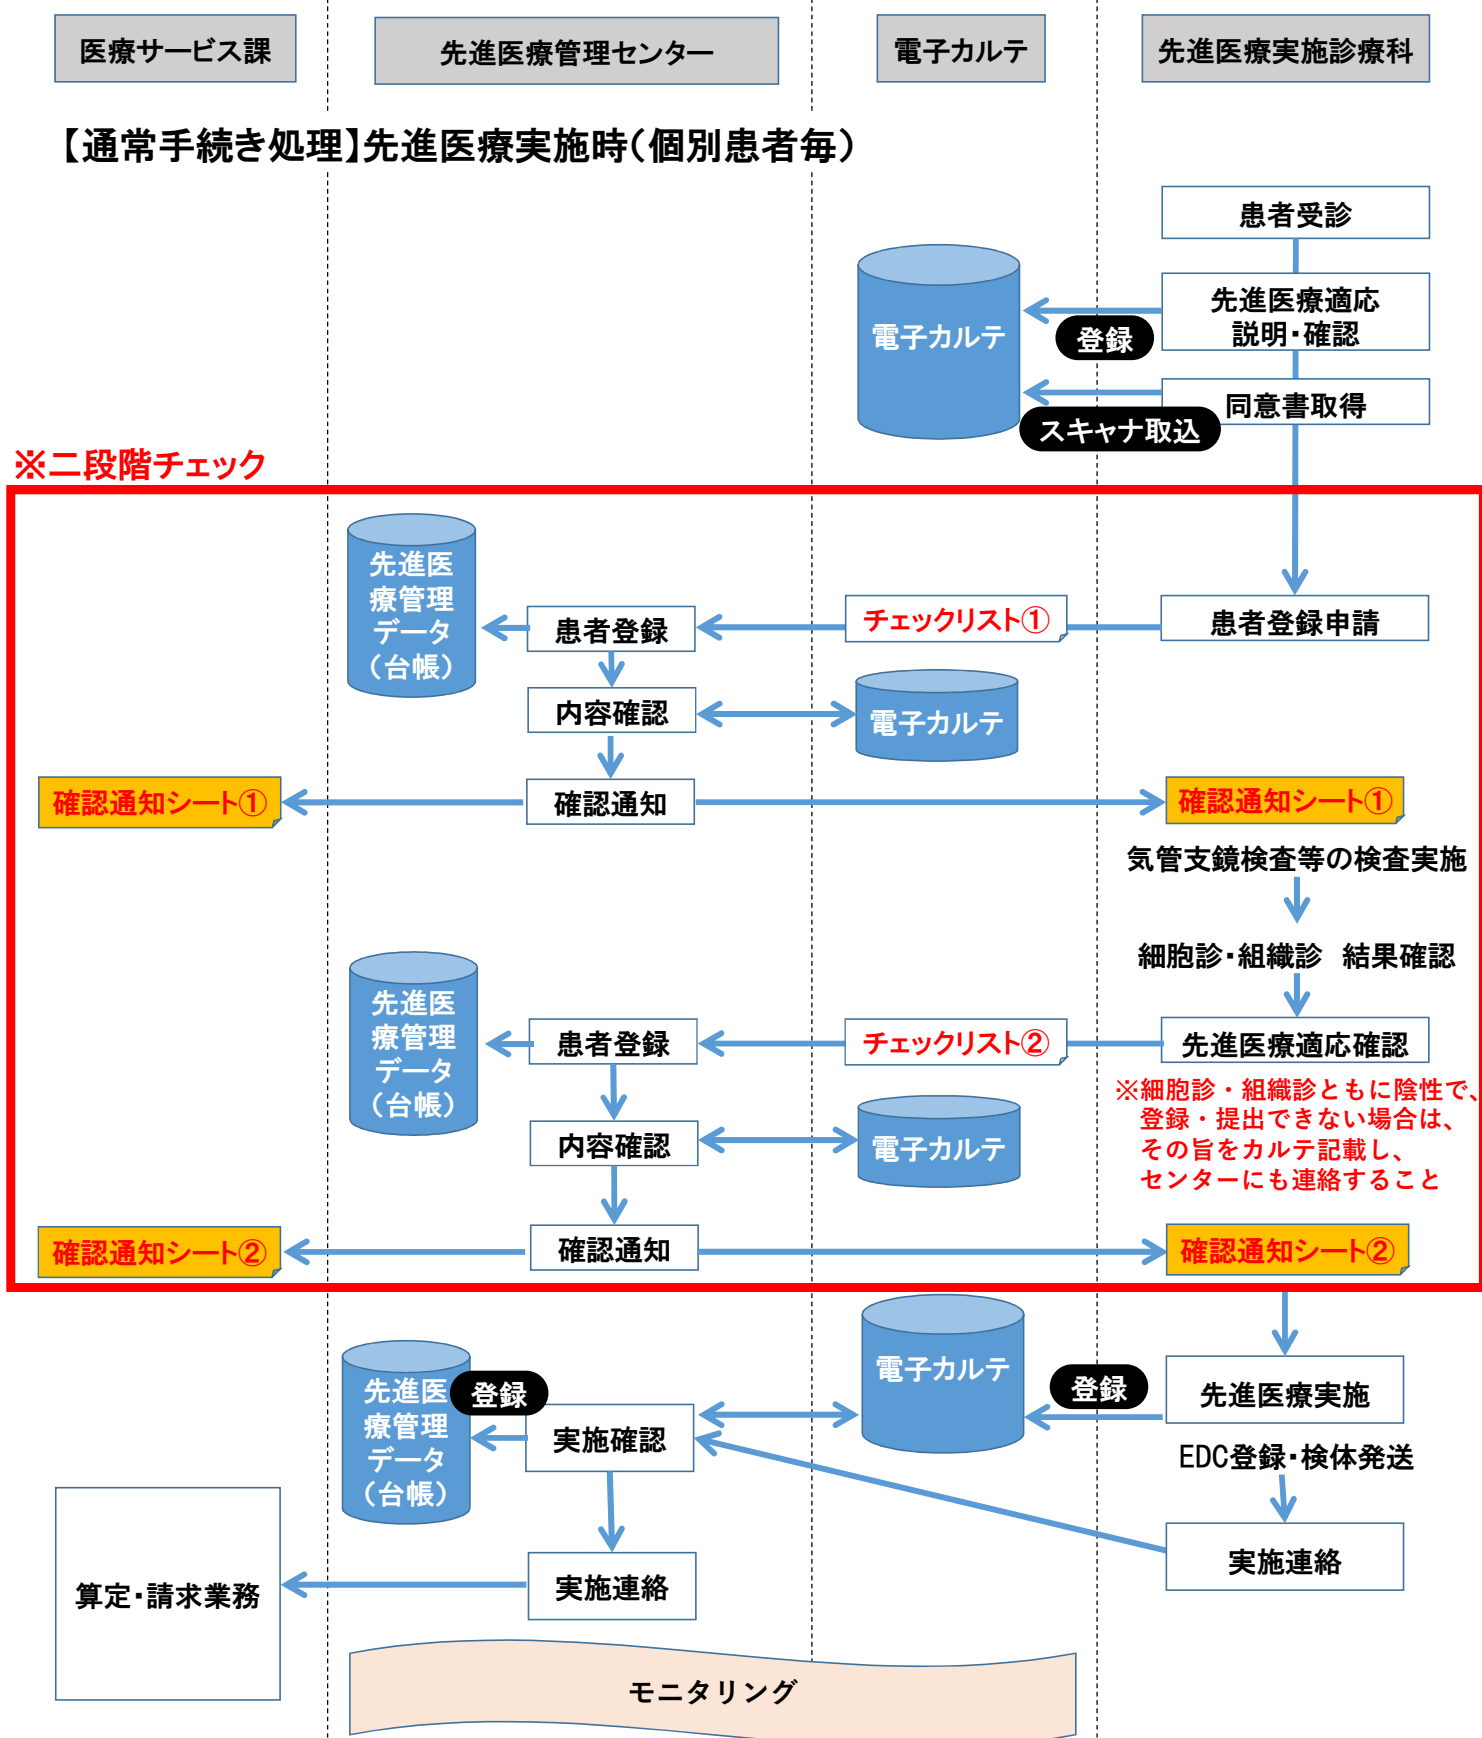 医療サービス課
先進医療管理センター
電子カルテ
先進医療実施診療科
【通常手続き処理】先進医療実施時(個別患者毎)
患者受診
先進医療適応
説明・確認
電子カルテ
登録
同意書取得
スキャナ取込
※二段階チェック
先進医
療管理
データ
(台帳)
患者登録
チェックリスト①
患者登録申請
内容確認
電子カルテ
確認通知シート①
確認通知
確認通知シート①
気管支鏡検査等の検査実施
細胞診・組織診　結果確認
先進医
療管理
データ
(台帳)
患者登録
チェックリスト②
先進医療適応確認
※細胞診・組織診ともに陰性で、
登録・提出できない場合は、
その旨をカルテ記載し、
センターにも連絡すること
内容確認
電子カルテ
確認通知シート②
確認通知
確認通知シート②
電子カルテ
登録
先進医療実施
先進医
療管理
データ
(台帳)
登録
実施確認
EDC登録・検体発送
実施連絡
算定・請求業務
実施連絡
モニタリング